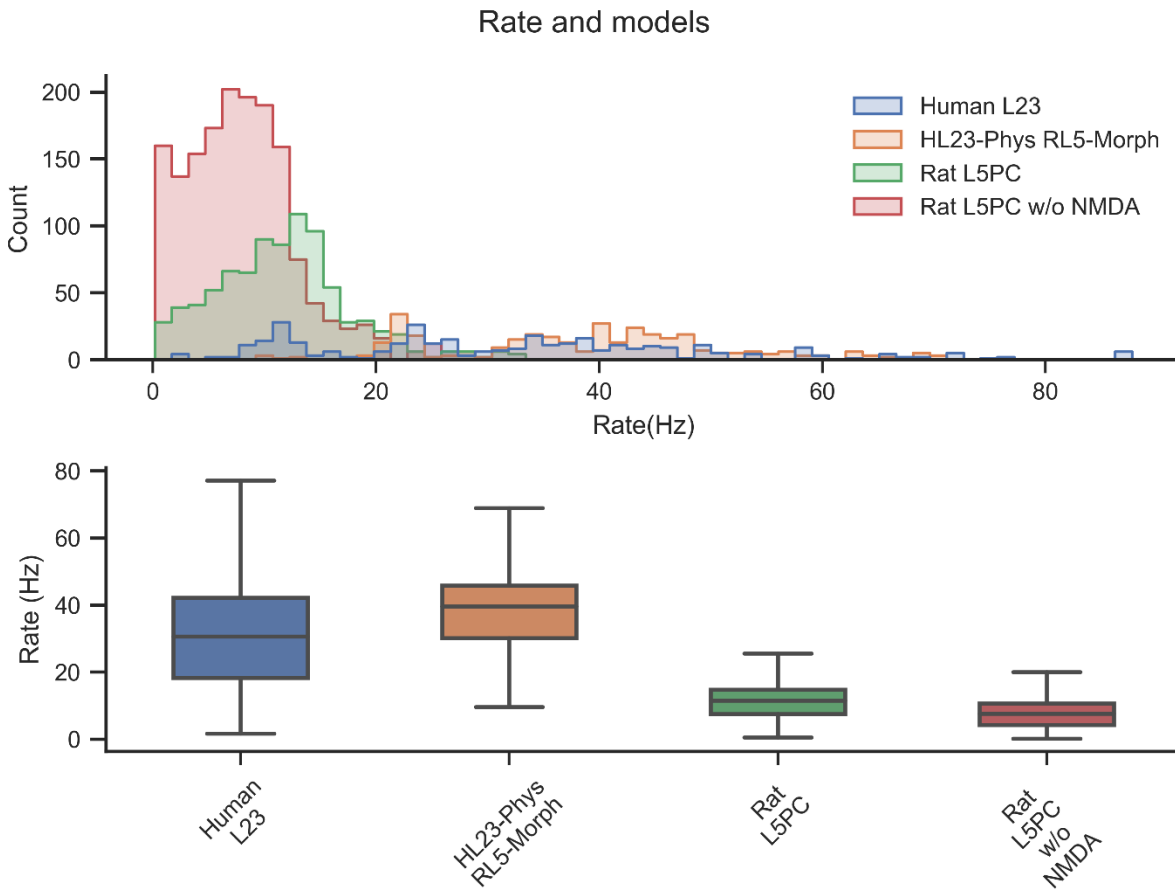 Rate and models
200
150
100
50
0
Count
Human L23
HL23-Phys RL5-Morph
Rat L5PC
Rat L5PC w/o NMDA
0 20 40 60 80
Rate(Hz)
80
60
40
20
0
Rate (Hz)
Human
L23
HL23-Phys
RL5-Morph
Rat
L5PC
Rat
L5PC
w/o
NMDA